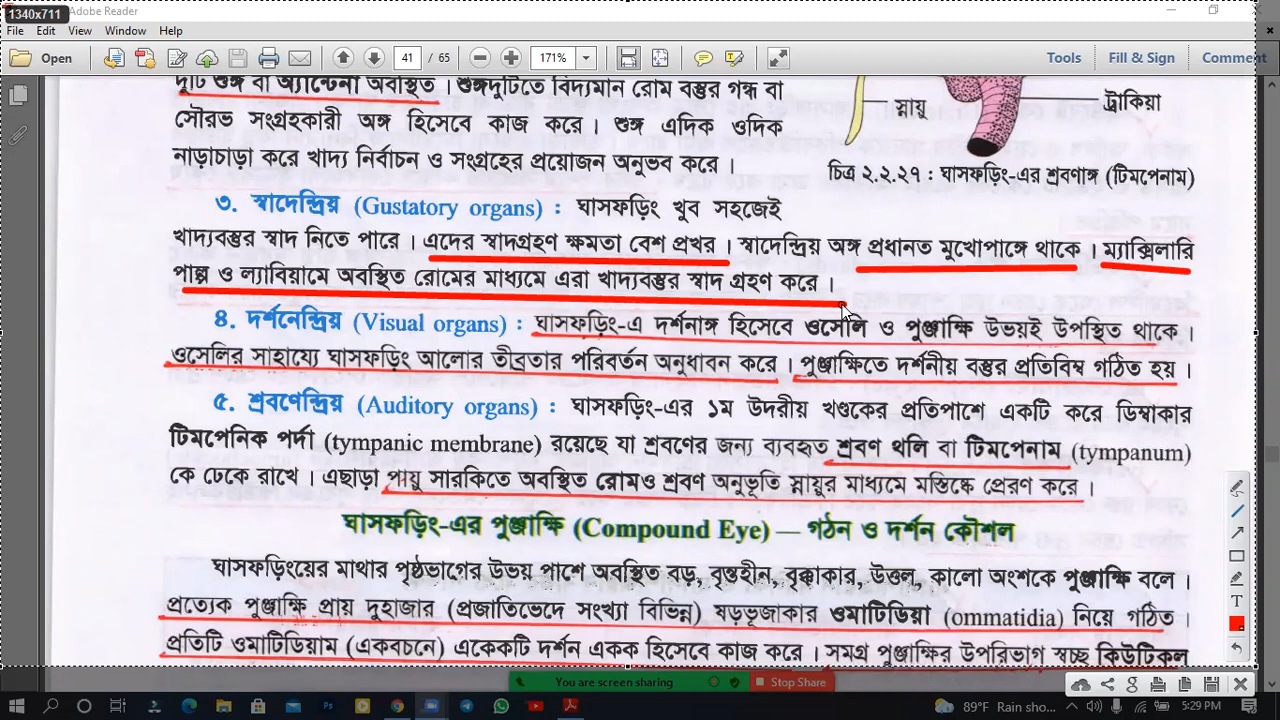 1340x711
Adobe Reader
File Edit View Window Help
Open 41 / 65 171% Tools Fill & Sign Comment
দুটি শুঙ্গ বা অ্যান্টেনা অবস্থিত । শুঙ্গদুটিতে বিদ্যমান রোম বস্তুর গন্ধ বা
সৌরভ সংগ্রহকারী অঙ্গ হিসেবে কাজ করে । শুঙ্গ এদিক ওদিক
নাড়াচাড়া করে খাদ্য নির্বাচন ও সংগ্রহের প্রয়োজন অনুভব করে ।
স্নায়ু
ট্রাকিয়া
চিত্র ২.২.২৭ : ঘাসফড়িং-এর শ্রবণাঙ্গ (টিমপেনাম)
৩. স্বাদেন্দ্রিয় (Gustatory organs) : ঘাসফড়িং খুব সহজেই
খাদ্যবস্তুর স্বাদ নিতে পারে । এদের স্বাদগ্রহণ ক্ষমতা বেশ প্রখর । স্বাদেন্দ্রিয় অঙ্গ প্রধানত মুখোপাঙ্গে থাকে । ম্যাক্সিলারি
পাল্প ও ল্যাবিয়ামে অবস্থিত রোমের মাধ্যমে এরা খাদ্যবস্তুর স্বাদ গ্রহণ করে ।
৪. দর্শনেন্দ্রিয় (Visual organs) : ঘাসফড়িং-এ দর্শনাঙ্গ হিসেবে ওসেলি ও পুঞ্জাক্ষি উভয়ই উপস্থিত থাকে ।
ওসেলির সাহায্যে ঘাসফড়িং আলোর তীব্রতার পরিবর্তন অনুধাবন করে । পুঞ্জাক্ষিতে দর্শনীয় বস্তুর প্রতিবিম্ব গঠিত হয় ।
৫. শ্রবণেন্দ্রিয় (Auditory organs) : ঘাসফড়িং-এর ১ম উদরীয় খণ্ডকের প্রতিপাশে একটি করে ডিম্বাকার
টিমপেনিক পর্দা (tympanic membrane) রয়েছে যা শ্রবণের জন্য ব্যবহৃত শ্রবণ থলি বা টিমপেনাম (tympanum)
কে ঢেকে রাখে । এছাড়া পায়ু সারকিতে অবস্থিত রোমও শ্রবণ অনুভূতি স্নায়ুর মাধ্যমে মস্তিষ্কে প্রেরণ করে ।
ঘাসফড়িং-এর পুঞ্জাক্ষি (Compound Eye) — গঠন ও দর্শন কৌশল
ঘাসফড়িংয়ের মাথার পৃষ্ঠভাগের উভয় পাশে অবস্থিত বড়, বৃন্তহীন, বৃক্কাকার, উত্তল, কালো অংশকে পুঞ্জাক্ষি বলে ।
প্রত্যেক পুঞ্জাক্ষি প্রায় দুহাজার (প্রজাতিভেদে সংখ্যা বিভিন্ন) ষড়ভূজাকার ওমাটিডিয়া (ommatidia) নিয়ে গঠিত ।
প্রতিটি ওমাটিডিয়াম (একবচনে) একেকটি দর্শন একক হিসেবে কাজ করে । সমগ্র পুঞ্জাক্ষির উপরিভাগ স্বচ্ছ কিউটিকল
You are screen sharing Stop Share
89°F Rain sho... 5:29 PM